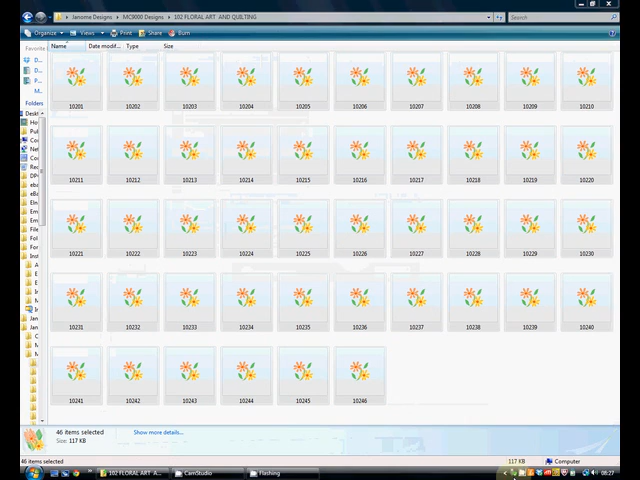 Janome Designs ▸ MC9000 Designs ▸ 102 FLORAL ART AND QUILTING
Search
Organize Views Print Share Burn
Favorite
Name Date modif... Type Size
D...
D...
P...
M...
Folders
Deskt
10201 10202 10203 10204 10205 10206 10207 10208 10209 10210
10211 10212 10213 10214 10215 10216 10217 10218 10219 10220
10221 10222 10223 10224 10225 10226 10227 10228 10229 10230
10231 10232 10233 10234 10235 10236 10237 10238 10239 10240
10241 10242 10243 10244 10245 10246
46 items selected Show more details...
Size: 117 KB
46 items selected 117 KB Computer
102 FLORAL ART A... CamStudio Flashing 08:27